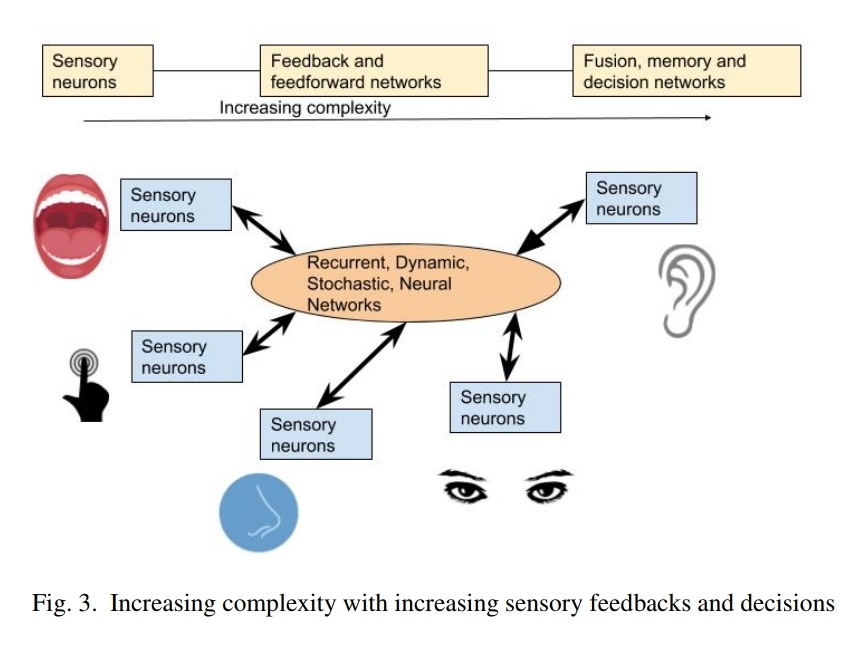 Sensory
neurons
Feedback and
feedforward networks
Fusion, memory and
decision networks
Increasing complexity
Sensory
neurons
Sensory
neurons
Recurrent, Dynamic,
Stochastic, Neural
Networks
Sensory
neurons
Sensory
neurons
Sensory
neurons
Fig. 3. Increasing complexity with increasing sensory feedbacks and decisions